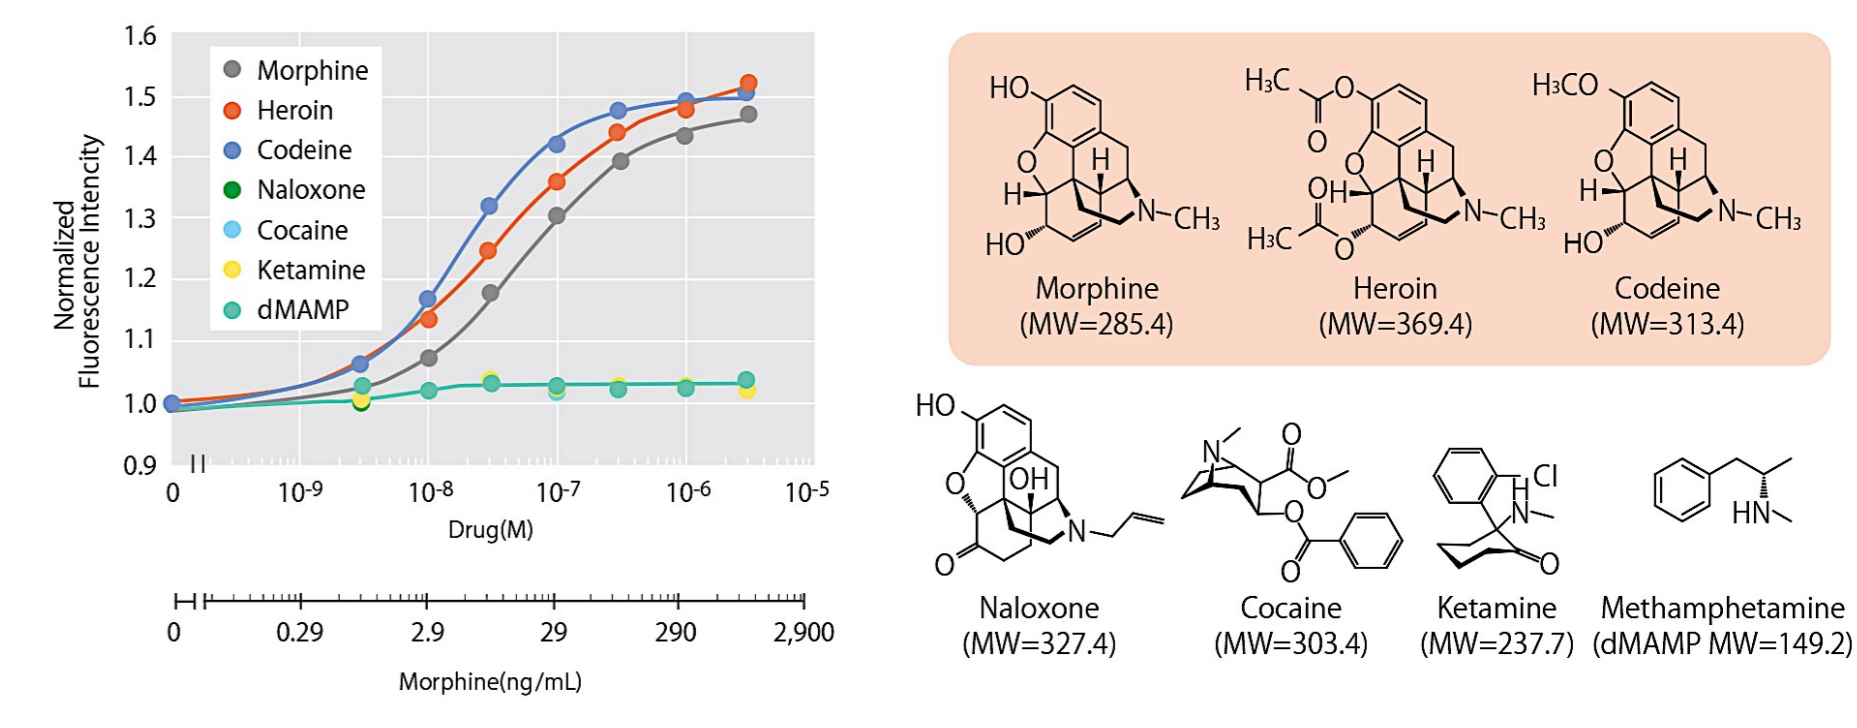 1.6
1.5
1.4
1.3
1.2
1.1
1.0
0.9
Normalized
Fluorescence Intencity
Morphine
Heroin
Codeine
Naloxone
Cocaine
Ketamine
dMAMP
0 10-9 10-8 10-7 10-6 10-5
Drug(M)
0 0.29 2.9 29 290 2,900
Morphine(ng/mL)
HO
O
H
H
N
CH3
HO
Morphine
(MW=285.4)
H3C
O
O
O
H
O
H
N
CH3
H3C
O
Heroin
(MW=369.4)
H3CO
O
H
H
N
CH3
HO
Codeine
(MW=313.4)
HO
O
OH
N
O
Naloxone
(MW=327.4)
N
O
O
O
O
Cocaine
(MW=303.4)
Cl
H
N
O
Ketamine
(MW=237.7)
HN
Methamphetamine
(dMAMP MW=149.2)